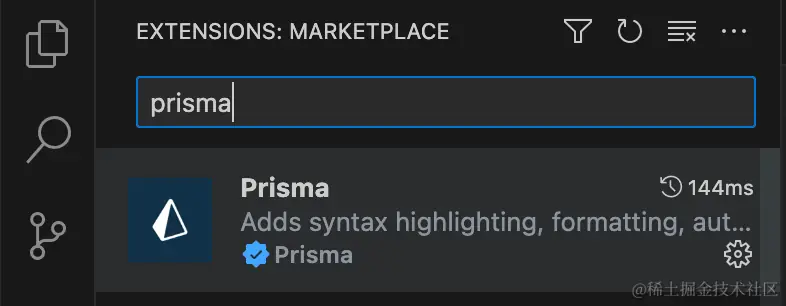 EXTENSIONS: MARKETPLACE
prisma
Prisma
144ms
Adds syntax highlighting, formatting, aut...
Prisma
@稀土掘金技术社区